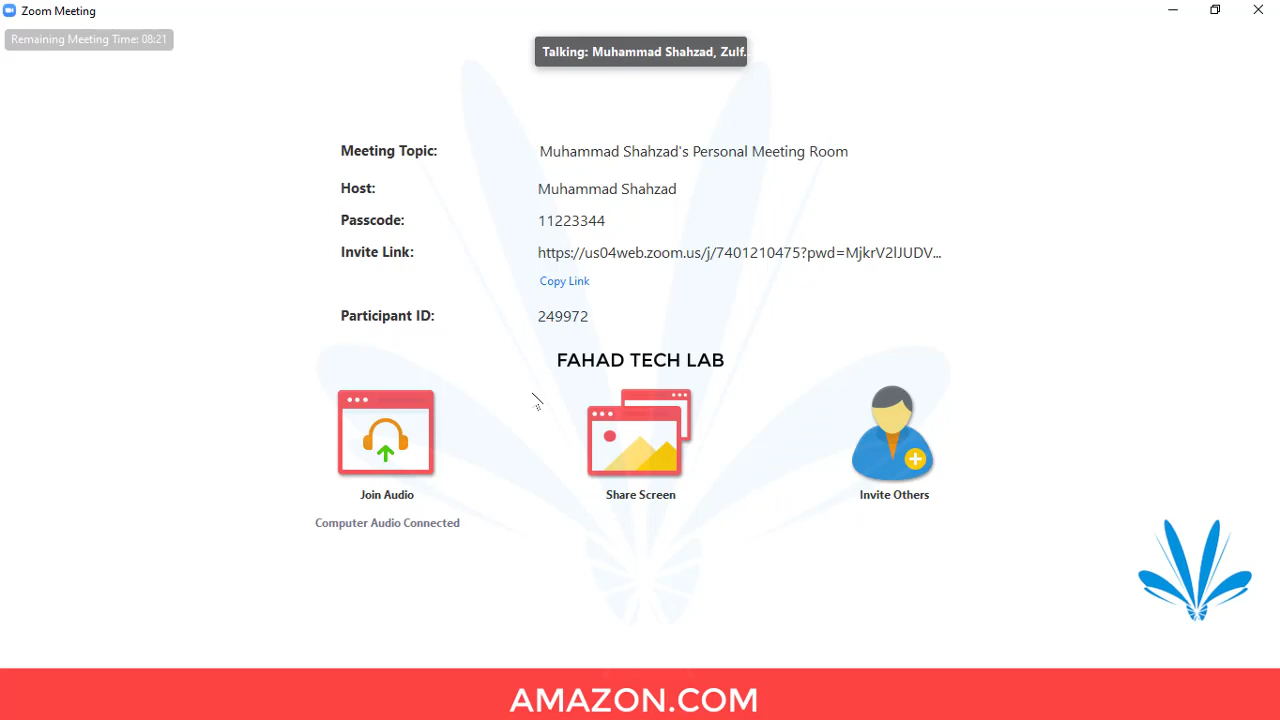 Zoom Meeting
Remaining Meeting Time: 08:21
Talking: Muhammad Shahzad, Zulf...
Meeting Topic: Muhammad Shahzad's Personal Meeting Room
Host: Muhammad Shahzad
Passcode: 11223344
Invite Link: https://us04web.zoom.us/j/7401210475?pwd=MjkrV2lJUDV...
Copy Link
Participant ID: 249972
FAHAD TECH LAB
Join Audio Share Screen Invite Others
Computer Audio Connected
AMAZON.COM